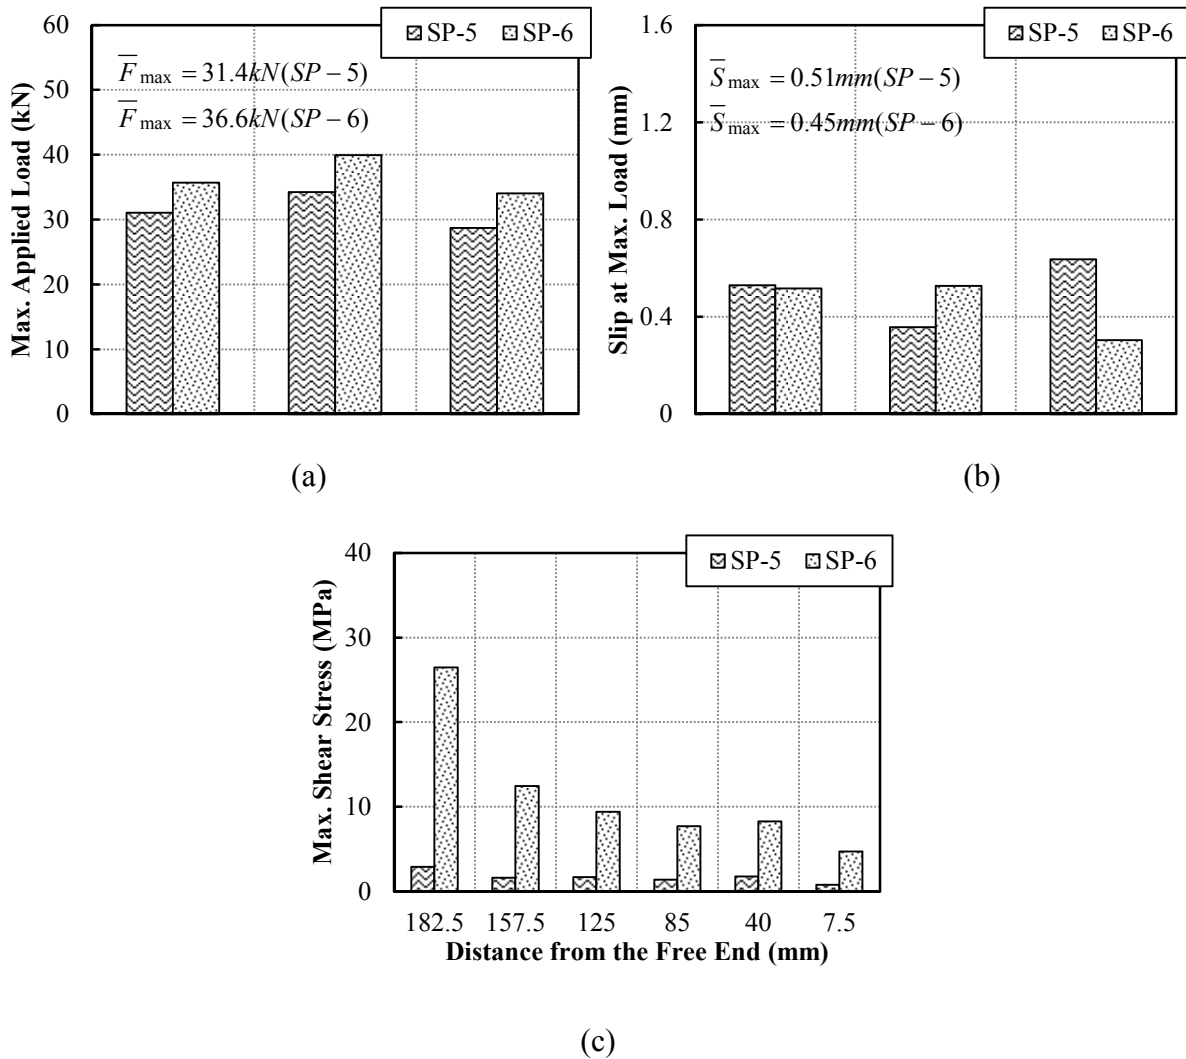 SP-5 SP-6
Max. Applied Load (kN)
60
50
40
30
20
10
0
F̅max = 31.4kN(SP − 5)
F̅max = 36.6kN(SP − 6)
(a)
SP-5 SP-6
Slip at Max. Load (mm)
1.6
1.2
0.8
0.4
0
S̅max = 0.51mm(SP − 5)
S̅max = 0.45mm(SP − 6)
(b)
SP-5 SP-6
Max. Shear Stress (MPa)
40
30
20
10
0
182.5 157.5 125 85 40 7.5
Distance from the Free End (mm)
(c)